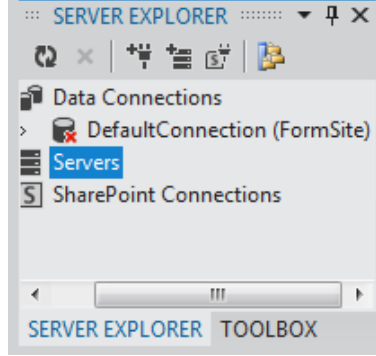 SERVER EXPLORER
Data Connections
DefaultConnection (FormSite)
Servers
S SharePoint Connections
SERVER EXPLORER TOOLBOX